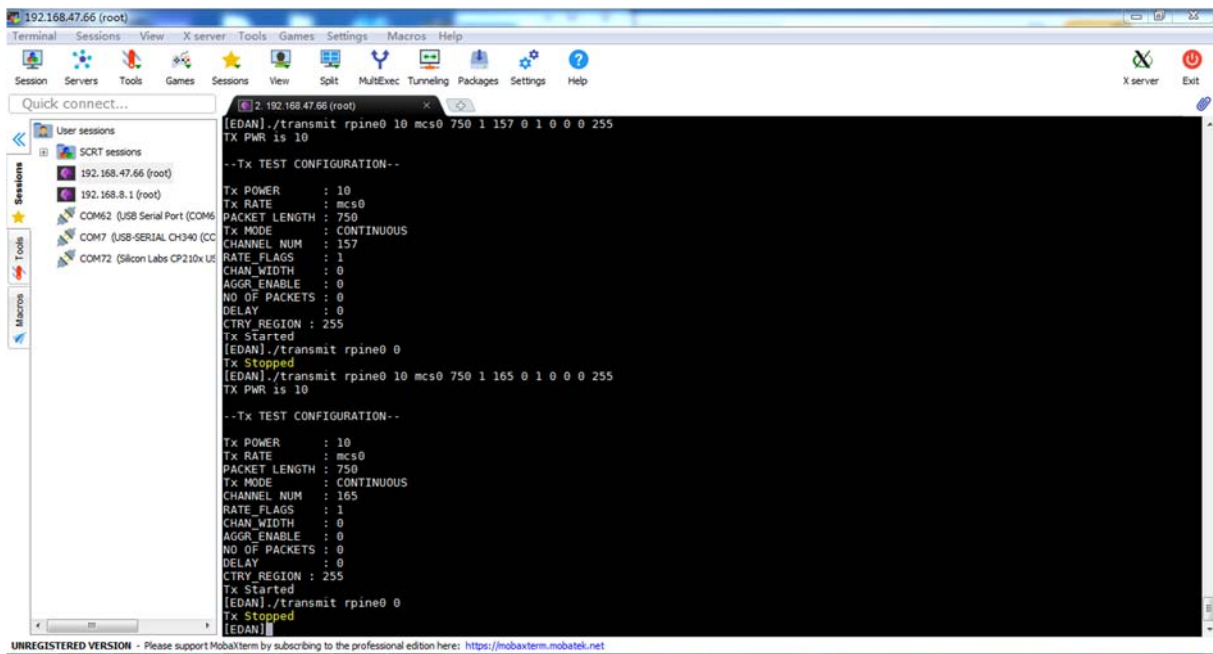 192.168.47.66 (root)
Terminal Sessions View X server Tools Games Settings Macros Help
Session Servers Tools Games Sessions View Split MultiExec Tunneling Packages Settings Help X server Exit
Quick connect...
2. 192.168.47.66 (root)
User sessions
SCRT sessions
192.168.47.66 (root)
192.168.8.1 (root)
COM62 (USB Serial Port (COM6
COM7 (USB-SERIAL CH340 (CC
COM72 (Silicon Labs CP210x US
Sessions
Tools
Macros
[EDAN]./transmit rpine0 10 mcs0 750 1 157 0 1 0 0 0 255
TX PWR is 10
--Tx TEST CONFIGURATION--
Tx POWER : 10
Tx RATE : mcs0
PACKET LENGTH : 750
Tx MODE : CONTINUOUS
CHANNEL NUM : 157
RATE_FLAGS : 1
CHAN_WIDTH : 0
AGGR_ENABLE : 0
NO OF PACKETS : 0
DELAY : 0
CTRY_REGION : 255
Tx Started
[EDAN]./transmit rpine0 0
Tx Stopped
[EDAN]./transmit rpine0 10 mcs0 750 1 165 0 1 0 0 0 255
TX PWR is 10
--Tx TEST CONFIGURATION--
Tx POWER : 10
Tx RATE : mcs0
PACKET LENGTH : 750
Tx MODE : CONTINUOUS
CHANNEL NUM : 165
RATE_FLAGS : 1
CHAN_WIDTH : 0
AGGR_ENABLE : 0
NO OF PACKETS : 0
DELAY : 0
CTRY_REGION : 255
Tx Started
[EDAN]./transmit rpine0 0
Tx Stopped
[EDAN]
UNREGISTERED VERSION - Please support MobaXterm by subscribing to the professional edition here: https://mobaxterm.mobatek.net